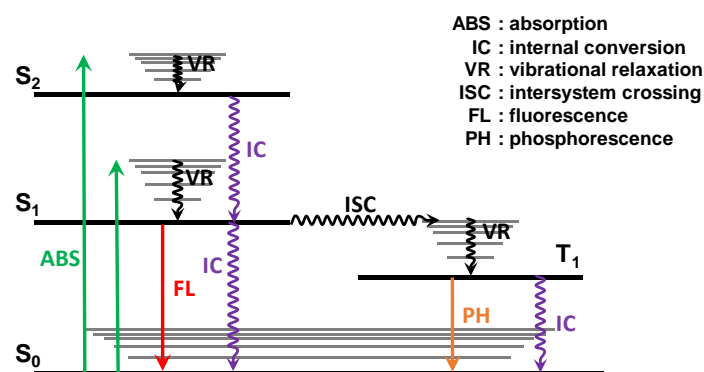 ABS : absorption
IC : internal conversion
VR : vibrational relaxation
ISC : intersystem crossing
FL : fluorescence
PH : phosphorescence
S2
VR
IC
S1
VR
ISC
VR
T1
ABS
FL
IC
PH
IC
S0